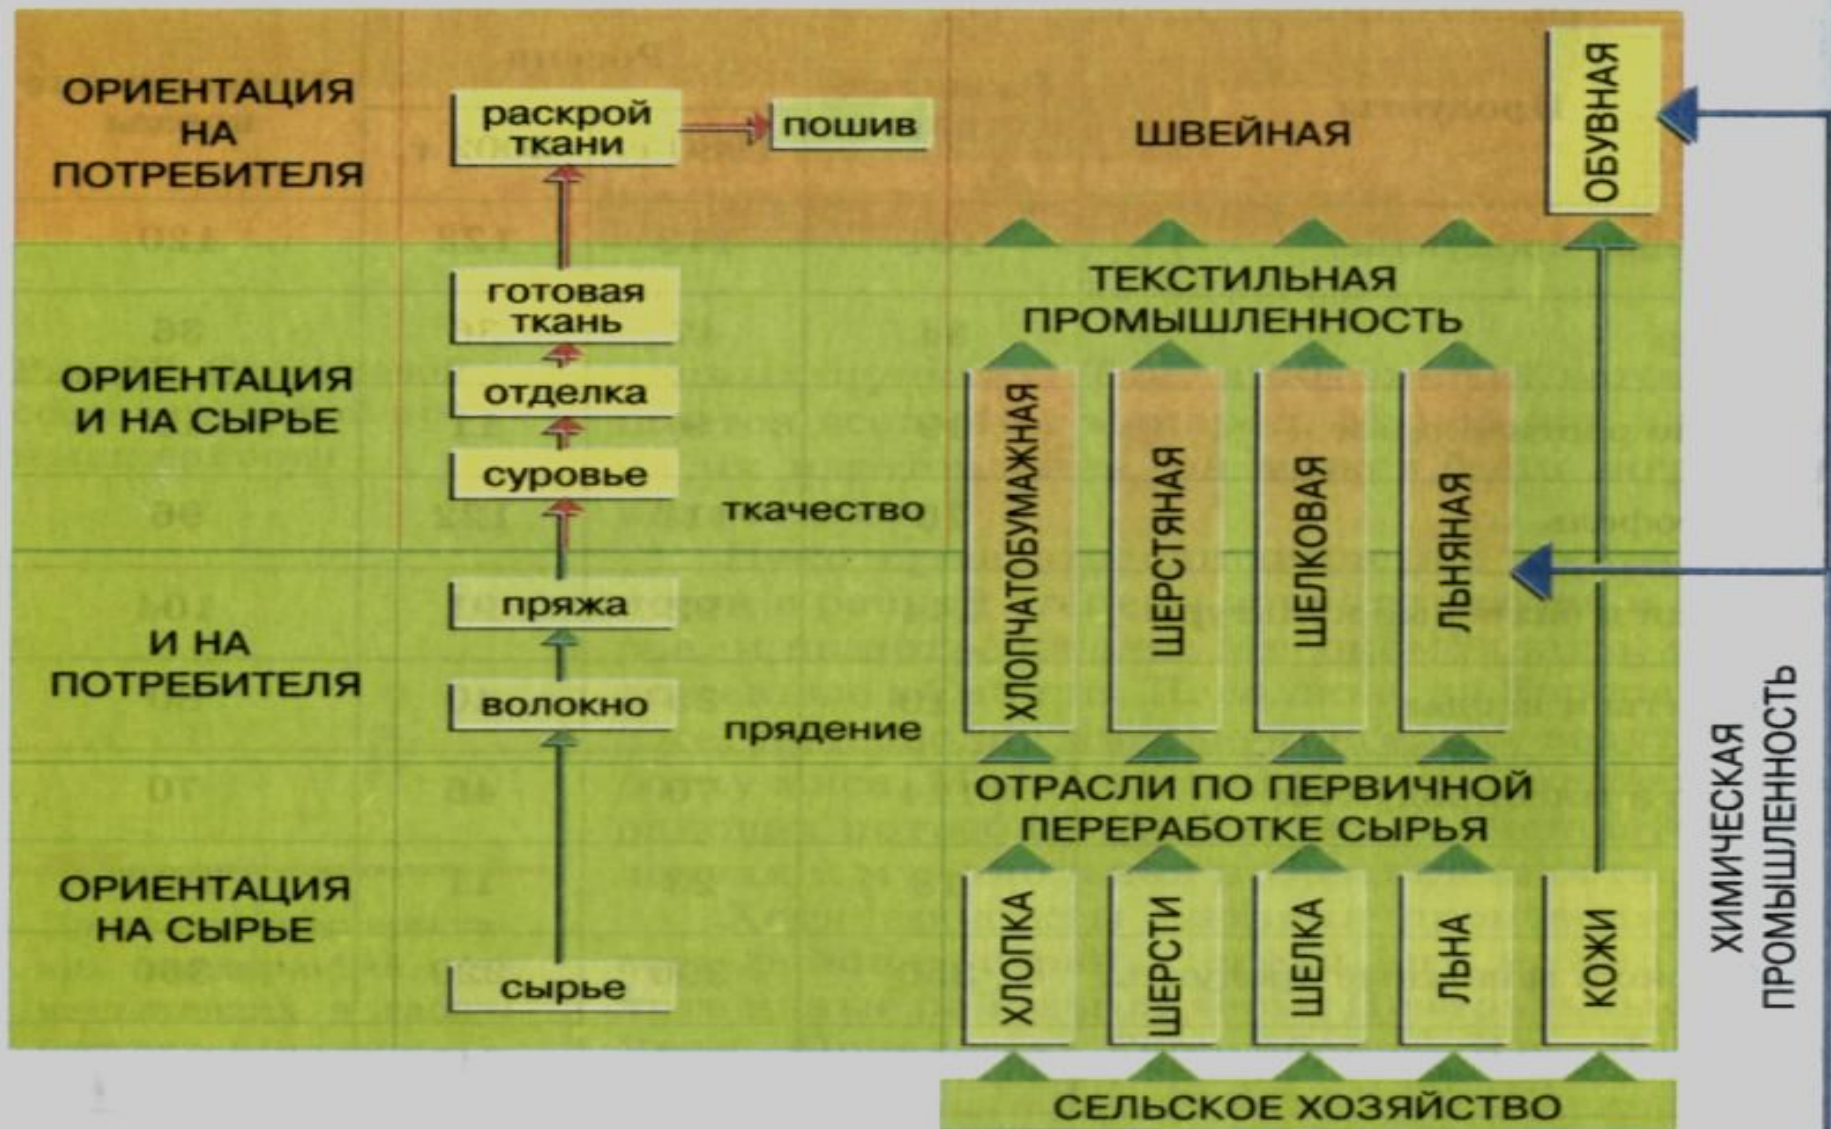 ОРИЕНТАЦИЯ
НА
ПОТРЕБИТЕЛЯ
раскрой
ткани
пошив
ШВЕЙНАЯ
ОБУВНАЯ
ОРИЕНТАЦИЯ
И НА СЫРЬЕ
готовая
ткань
отделка
суровье
ткачество
ТЕКСТИЛЬНАЯ
ПРОМЫШЛЕННОСТЬ
ХЛОПЧАТОБУМАЖНАЯ
ШЕРСТЯНАЯ
ШЕЛКОВАЯ
ЛЬНЯНАЯ
И НА
ПОТРЕБИТЕЛЯ
пряжа
волокно
прядение
ОТРАСЛИ ПО ПЕРВИЧНОЙ
ПЕРЕРАБОТКЕ СЫРЬЯ
ОРИЕНТАЦИЯ
НА СЫРЬЕ
сырье
ХЛОПКА
ШЕРСТИ
ШЕЛКА
ЛЬНА
КОЖИ
ХИМИЧЕСКАЯ
ПРОМЫШЛЕННОСТЬ
СЕЛЬСКОЕ ХОЗЯЙСТВО